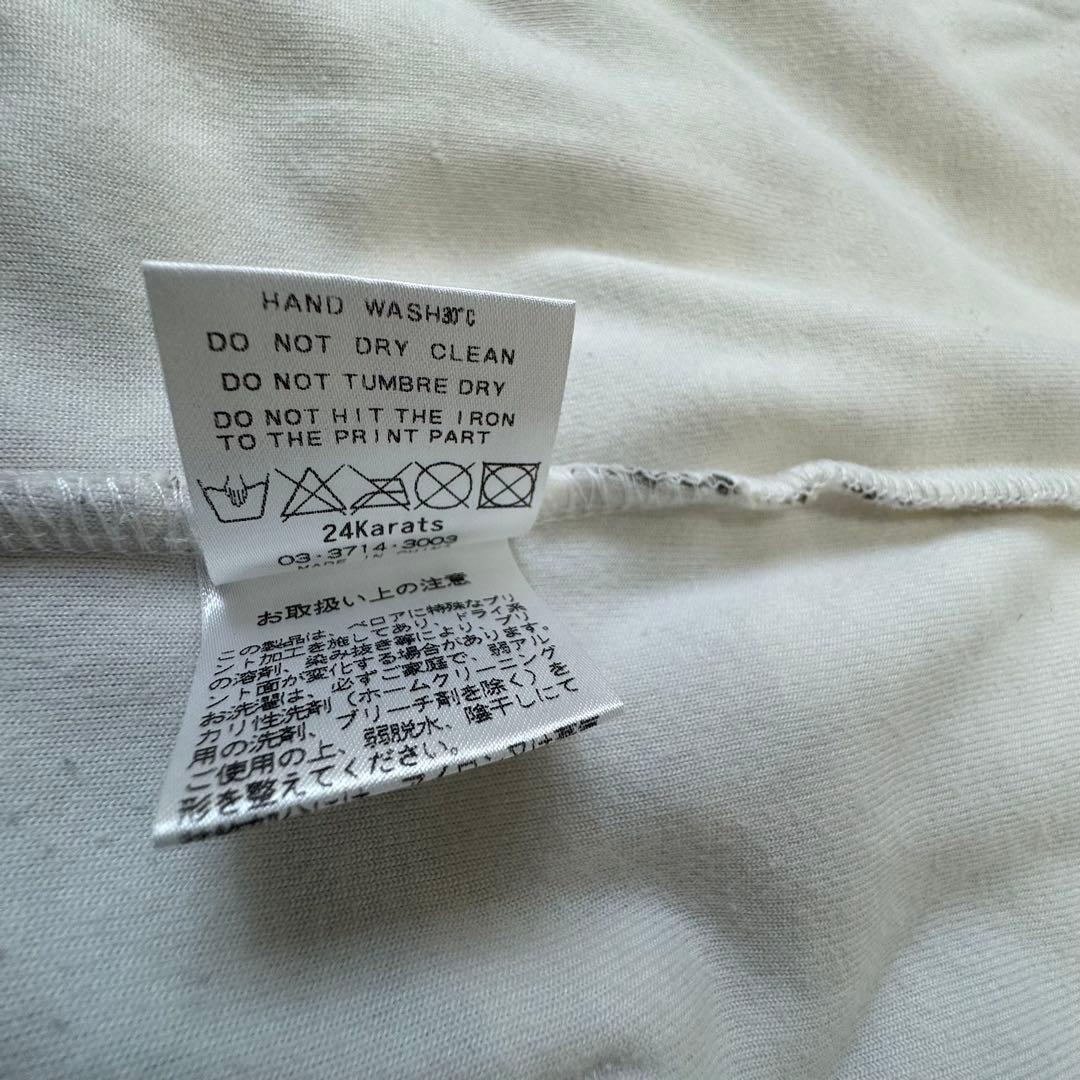 HAND WASH30℃
DO NOT DRY CLEAN
DO NOT TUMBRE DRY
DO NOT HIT THE IRON
TO THE PRINT PART
24Karats
03-3714-3003
MADE IN
お取扱い上の注意
この製品は、ベロアに特殊なプリ
ント加工を施してあり、ドライ系
の溶剤、染み抜き等により、プリ
ント面が変化する場合があります。
お洗濯は、必ずご家庭で、弱アル
カリ性洗剤（ホームクリーニング
用の洗剤、ブリーチ剤を除く）を
ご使用の上、弱脱水、陰干しにて
形を整えてください。